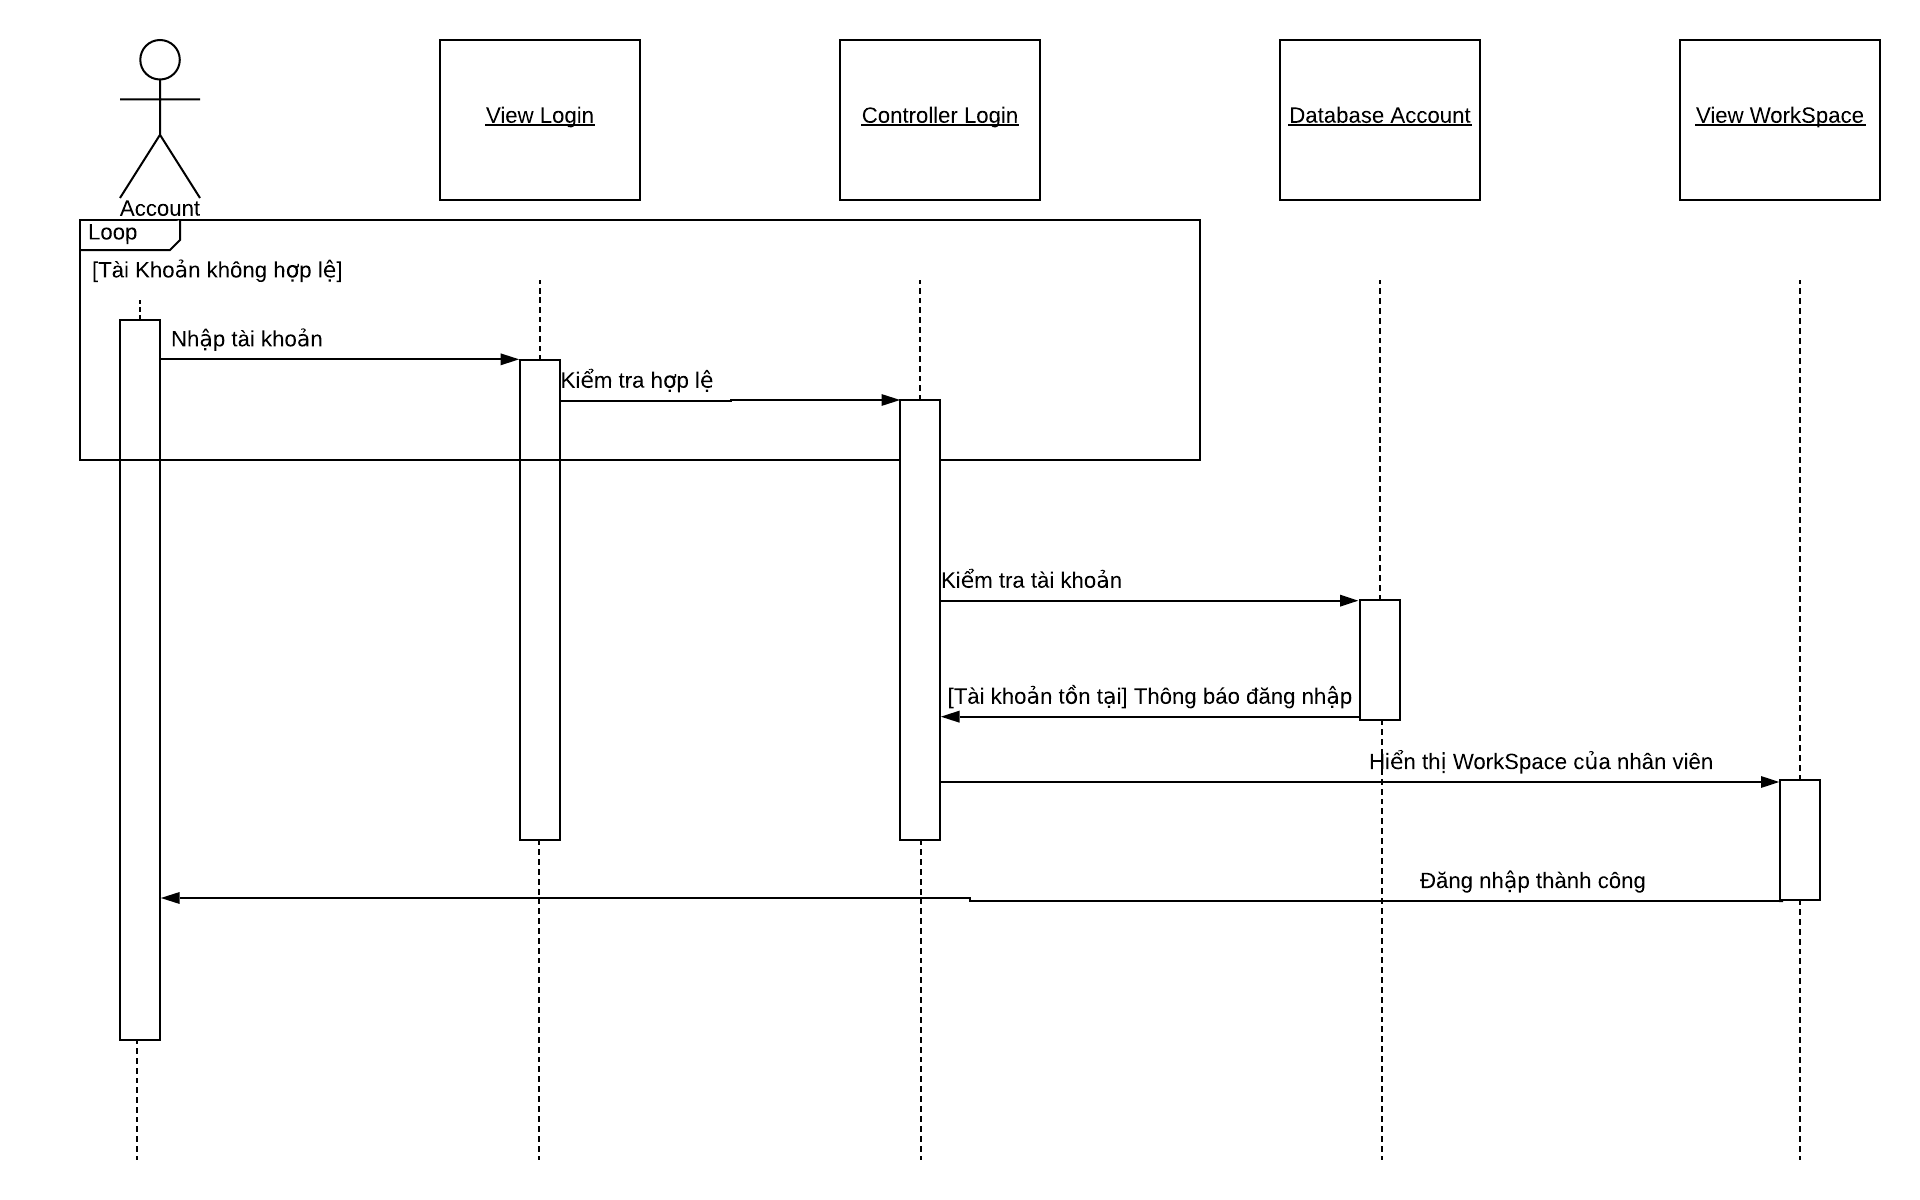 View Login
Controller Login
Database Account
View WorkSpace
Account
Loop
[Tài Khoản không hợp lệ]
Nhập tài khoản
Kiểm tra hợp lệ
Kiểm tra tài khoản
[Tài khoản tồn tại] Thông báo đăng nhập
Hiển thị WorkSpace của nhân viên
Đăng nhập thành công